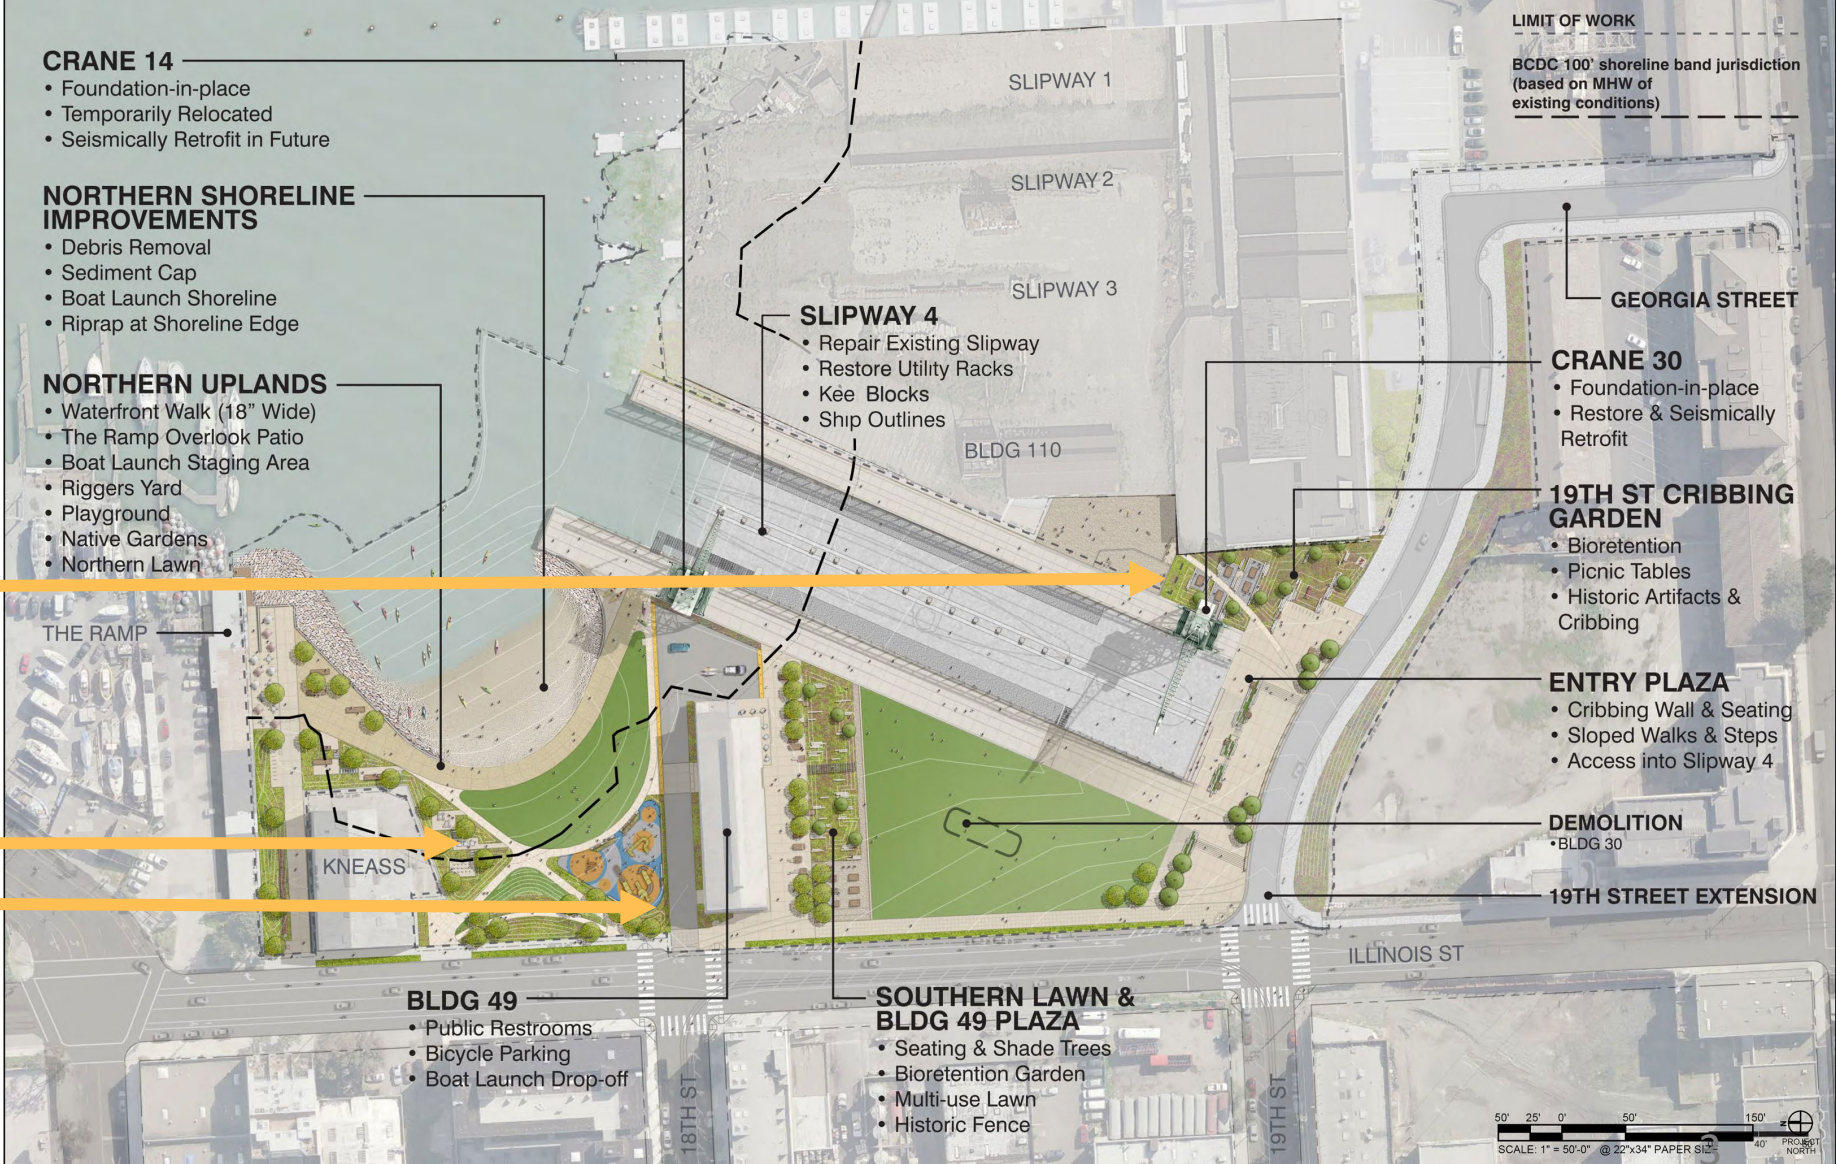 CRANE 14
• Foundation-in-place
• Temporarily Relocated
• Seismically Retrofit in Future
NORTHERN SHORELINE
IMPROVEMENTS
• Debris Removal
• Sediment Cap
• Boat Launch Shoreline
• Riprap at Shoreline Edge
NORTHERN UPLANDS
• Waterfront Walk (18” Wide)
• The Ramp Overlook Patio
• Boat Launch Staging Area
• Riggers Yard
• Playground
• Native Gardens
• Northern Lawn
THE RAMP
KNEASS
SLIPWAY 1
SLIPWAY 2
SLIPWAY 3
SLIPWAY 4
• Repair Existing Slipway
• Restore Utility Racks
• Kee Blocks
• Ship Outlines
BLDG 110
LIMIT OF WORK
BCDC 100' shoreline band jurisdiction
(based on MHW of
existing conditions)
GEORGIA STREET
CRANE 30
• Foundation-in-place
• Restore & Seismically
Retrofit
19TH ST CRIBBING
GARDEN
• Bioretention
• Picnic Tables
• Historic Artifacts &
Cribbing
ENTRY PLAZA
• Cribbing Wall & Seating
• Sloped Walks & Steps
• Access into Slipway 4
DEMOLITION
•BLDG 30
19TH STREET EXTENSION
ILLINOIS ST
BLDG 49
• Public Restrooms
• Bicycle Parking
• Boat Launch Drop-off
SOUTHERN LAWN &
BLDG 49 PLAZA
• Seating & Shade Trees
• Bioretention Garden
• Multi-use Lawn
• Historic Fence
18TH ST
19TH ST
50' 25' 0' 50' 150'
40'
SCALE: 1" = 50'-0" @ 22"x34" PAPER
PROJECT
NORTH